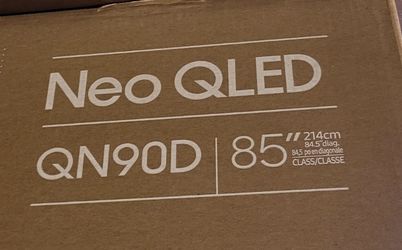 Neo QLED
QN90D
85" 214cm
84.5" diag.
84,5 po en diagonale
CLASS/CLASSE